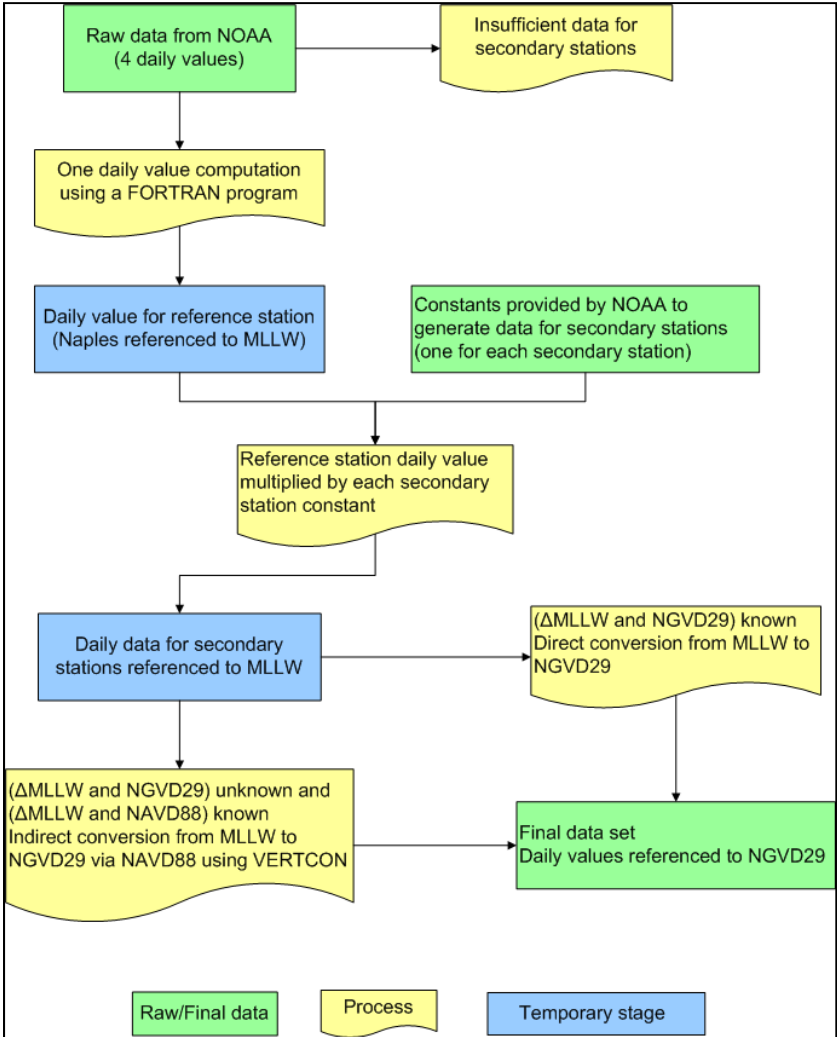 Raw data from NOAA
(4 daily values)
Insufficient data for
secondary stations
One daily value computation
using a FORTRAN program
Daily value for reference station
(Naples referenced to MLLW)
Constants provided by NOAA to
generate data for secondary stations
(one for each secondary station)
Reference station daily value
multiplied by each secondary
station constant
Daily data for secondary
stations referenced to MLLW
(ΔMLLW and NGVD29) known
Direct conversion from MLLW to
NGVD29
(ΔMLLW and NGVD29) unknown and
(ΔMLLW and NAVD88) known
Indirect conversion from MLLW to
NGVD29 via NAVD88 using VERTCON
Final data set
Daily values referenced to NGVD29
Raw/Final data
Process
Temporary stage